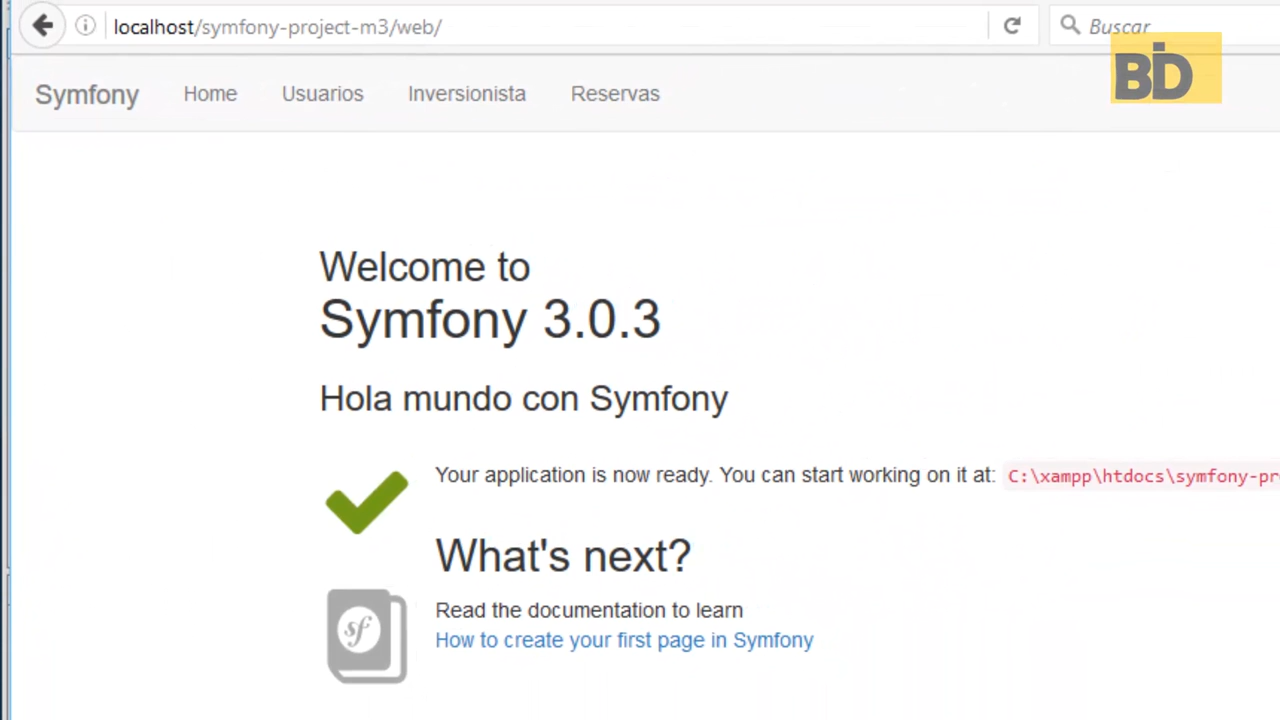 localhost/symfony-project-m3/web/
Buscar
BID
Symfony Home Usuarios Inversionista Reservas
Welcome to
Symfony 3.0.3
Hola mundo con Symfony
Your application is now ready. You can start working on it at: C:\xampp\htdocs\symfony-pr
What's next?
sf
Read the documentation to learn
How to create your first page in Symfony